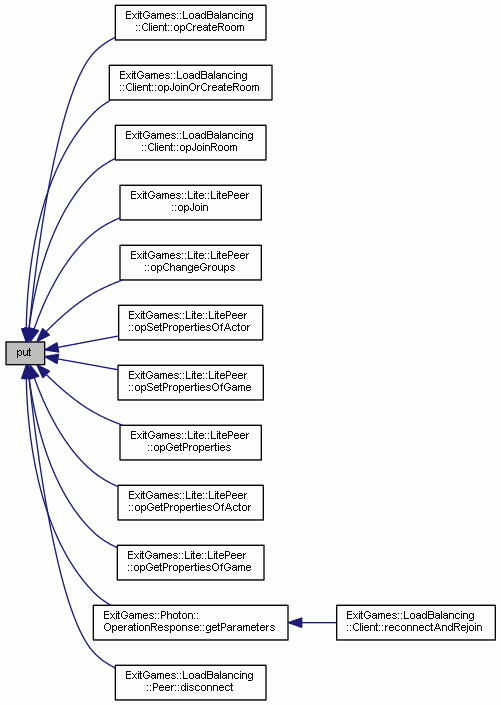 ExitGames::LoadBalancing
::Client::opCreateRoom
ExitGames::LoadBalancing
::Client::opJoinOrCreateRoom
ExitGames::LoadBalancing
::Client::opJoinRoom
ExitGames::Lite::LitePeer
::opJoin
ExitGames::Lite::LitePeer
::opChangeGroups
ExitGames::Lite::LitePeer
::opSetPropertiesOfActor
put
ExitGames::Lite::LitePeer
::opSetPropertiesOfGame
ExitGames::Lite::LitePeer
::opGetProperties
ExitGames::Lite::LitePeer
::opGetPropertiesOfActor
ExitGames::Lite::LitePeer
::opGetPropertiesOfGame
ExitGames::Photon::
OperationResponse::getParameters
ExitGames::LoadBalancing
::Client::reconnectAndRejoin
ExitGames::LoadBalancing
::Peer::disconnect